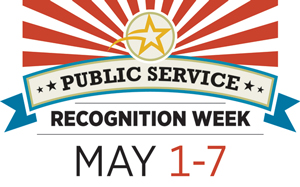 PUBLIC SERVICE
RECOGNITION WEEK
MAY 1-7